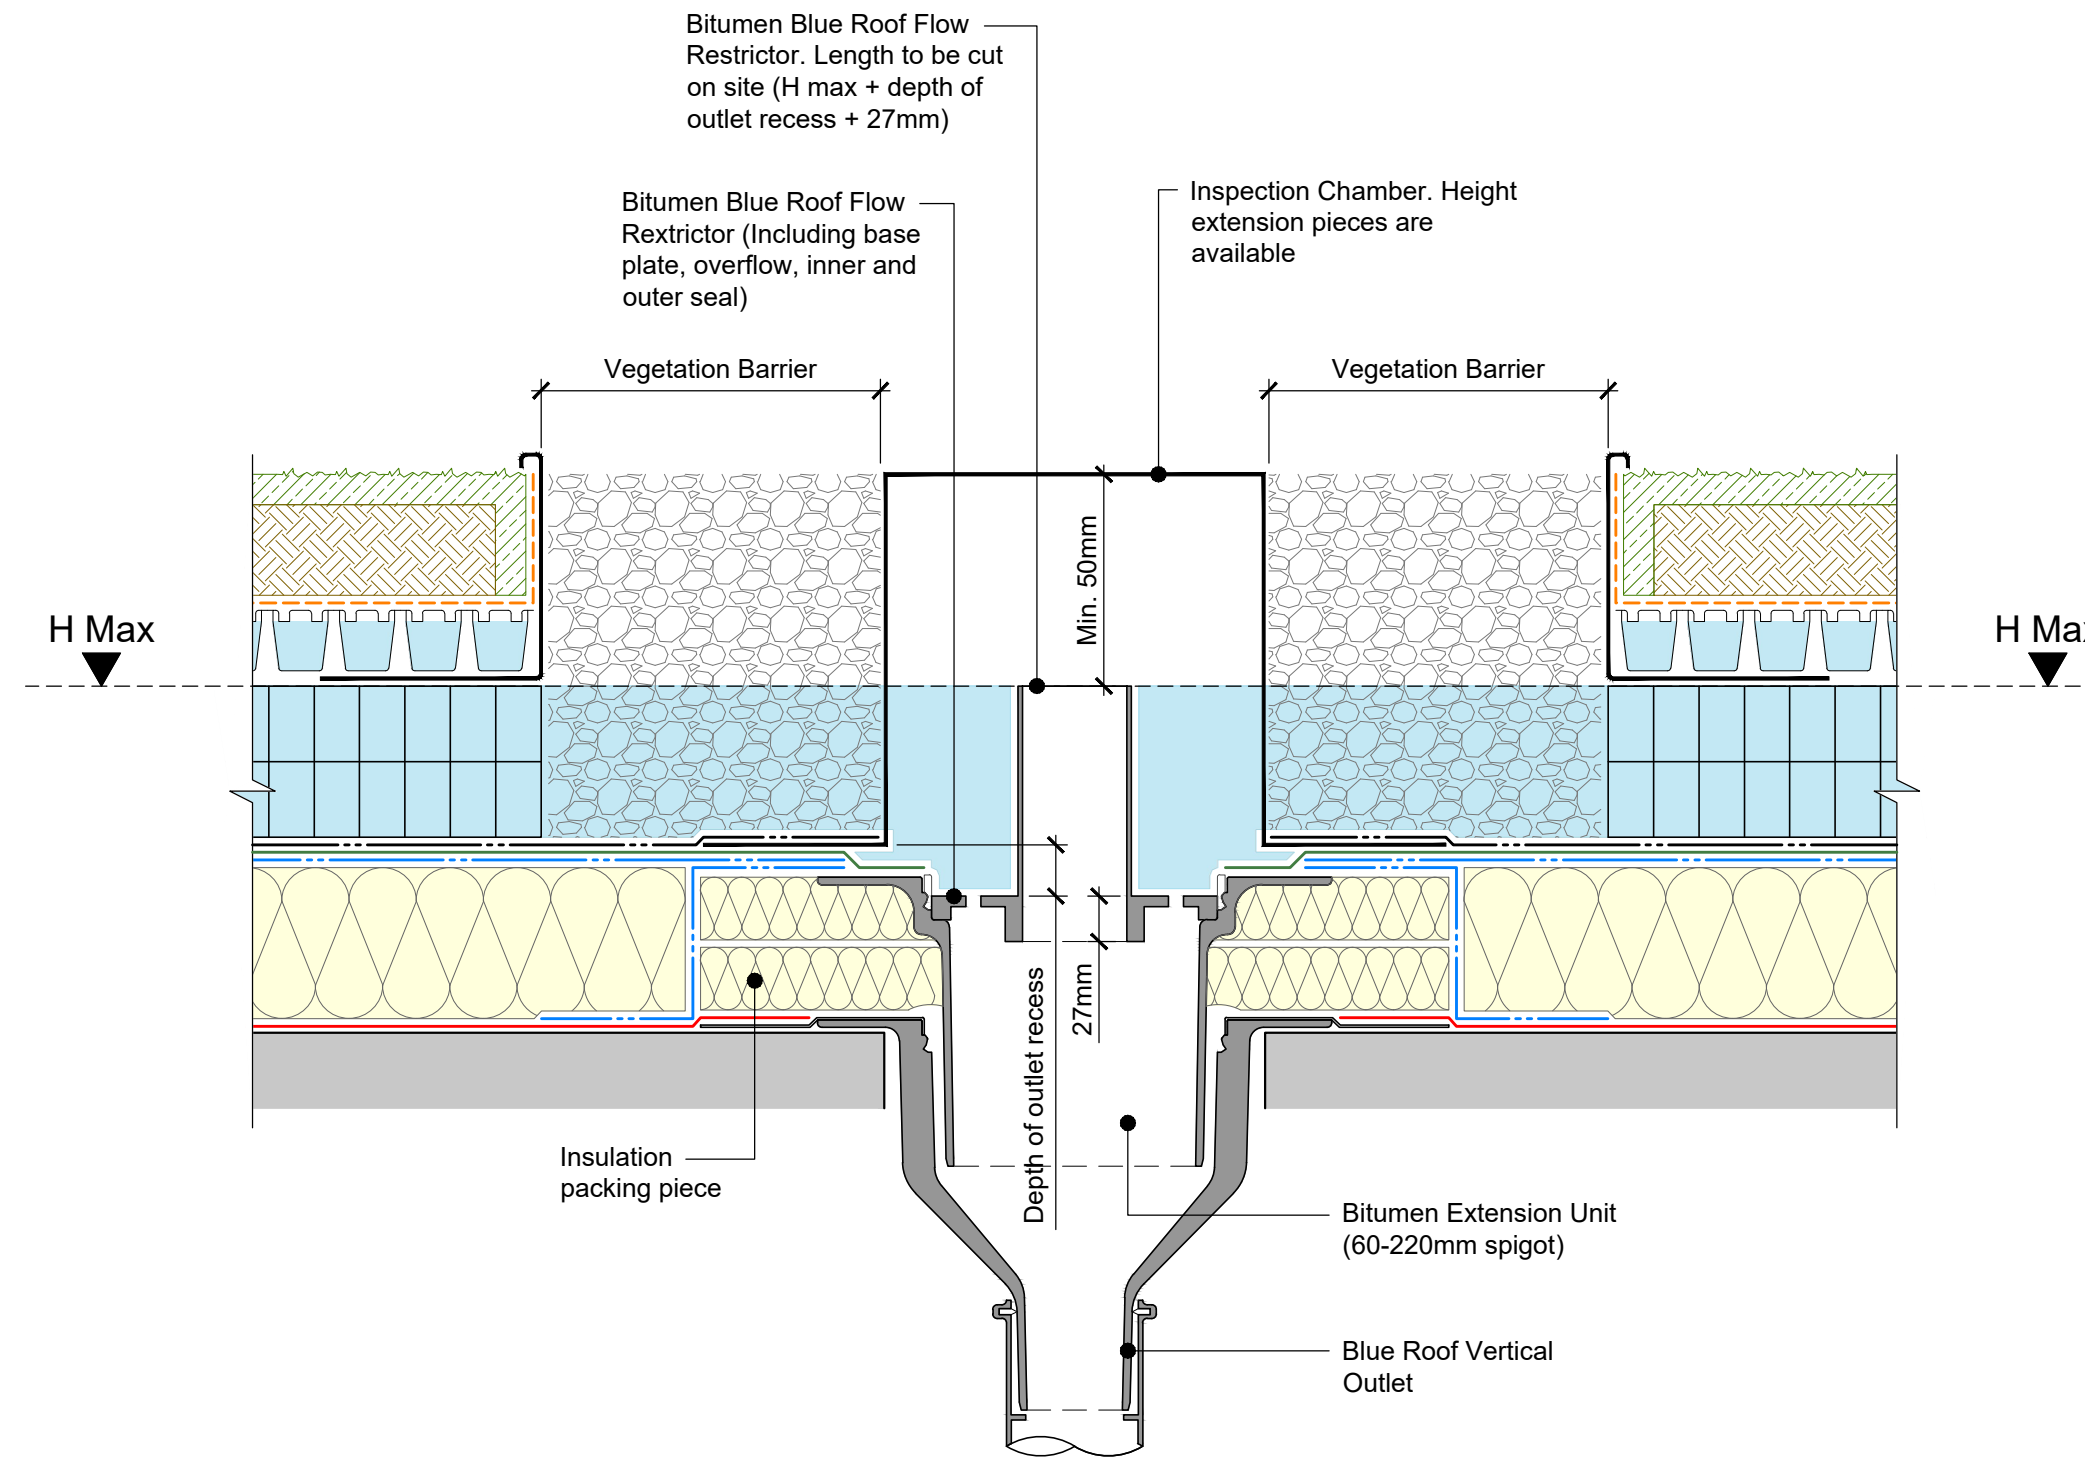 Bitumen Blue Roof Flow
Restrictor. Length to be cut
on site (H max + depth of
outlet recess + 27mm)
Bitumen Blue Roof Flow
Rextrictor (Including base
plate, overflow, inner and
outer seal)
Inspection Chamber. Height
extension pieces are
available
Vegetation Barrier
Vegetation Barrier
H Max
H Max
Min. 50mm
27mm
Depth of outlet recess
Insulation
packing piece
Bitumen Extension Unit
(60-220mm spigot)
Blue Roof Vertical
Outlet